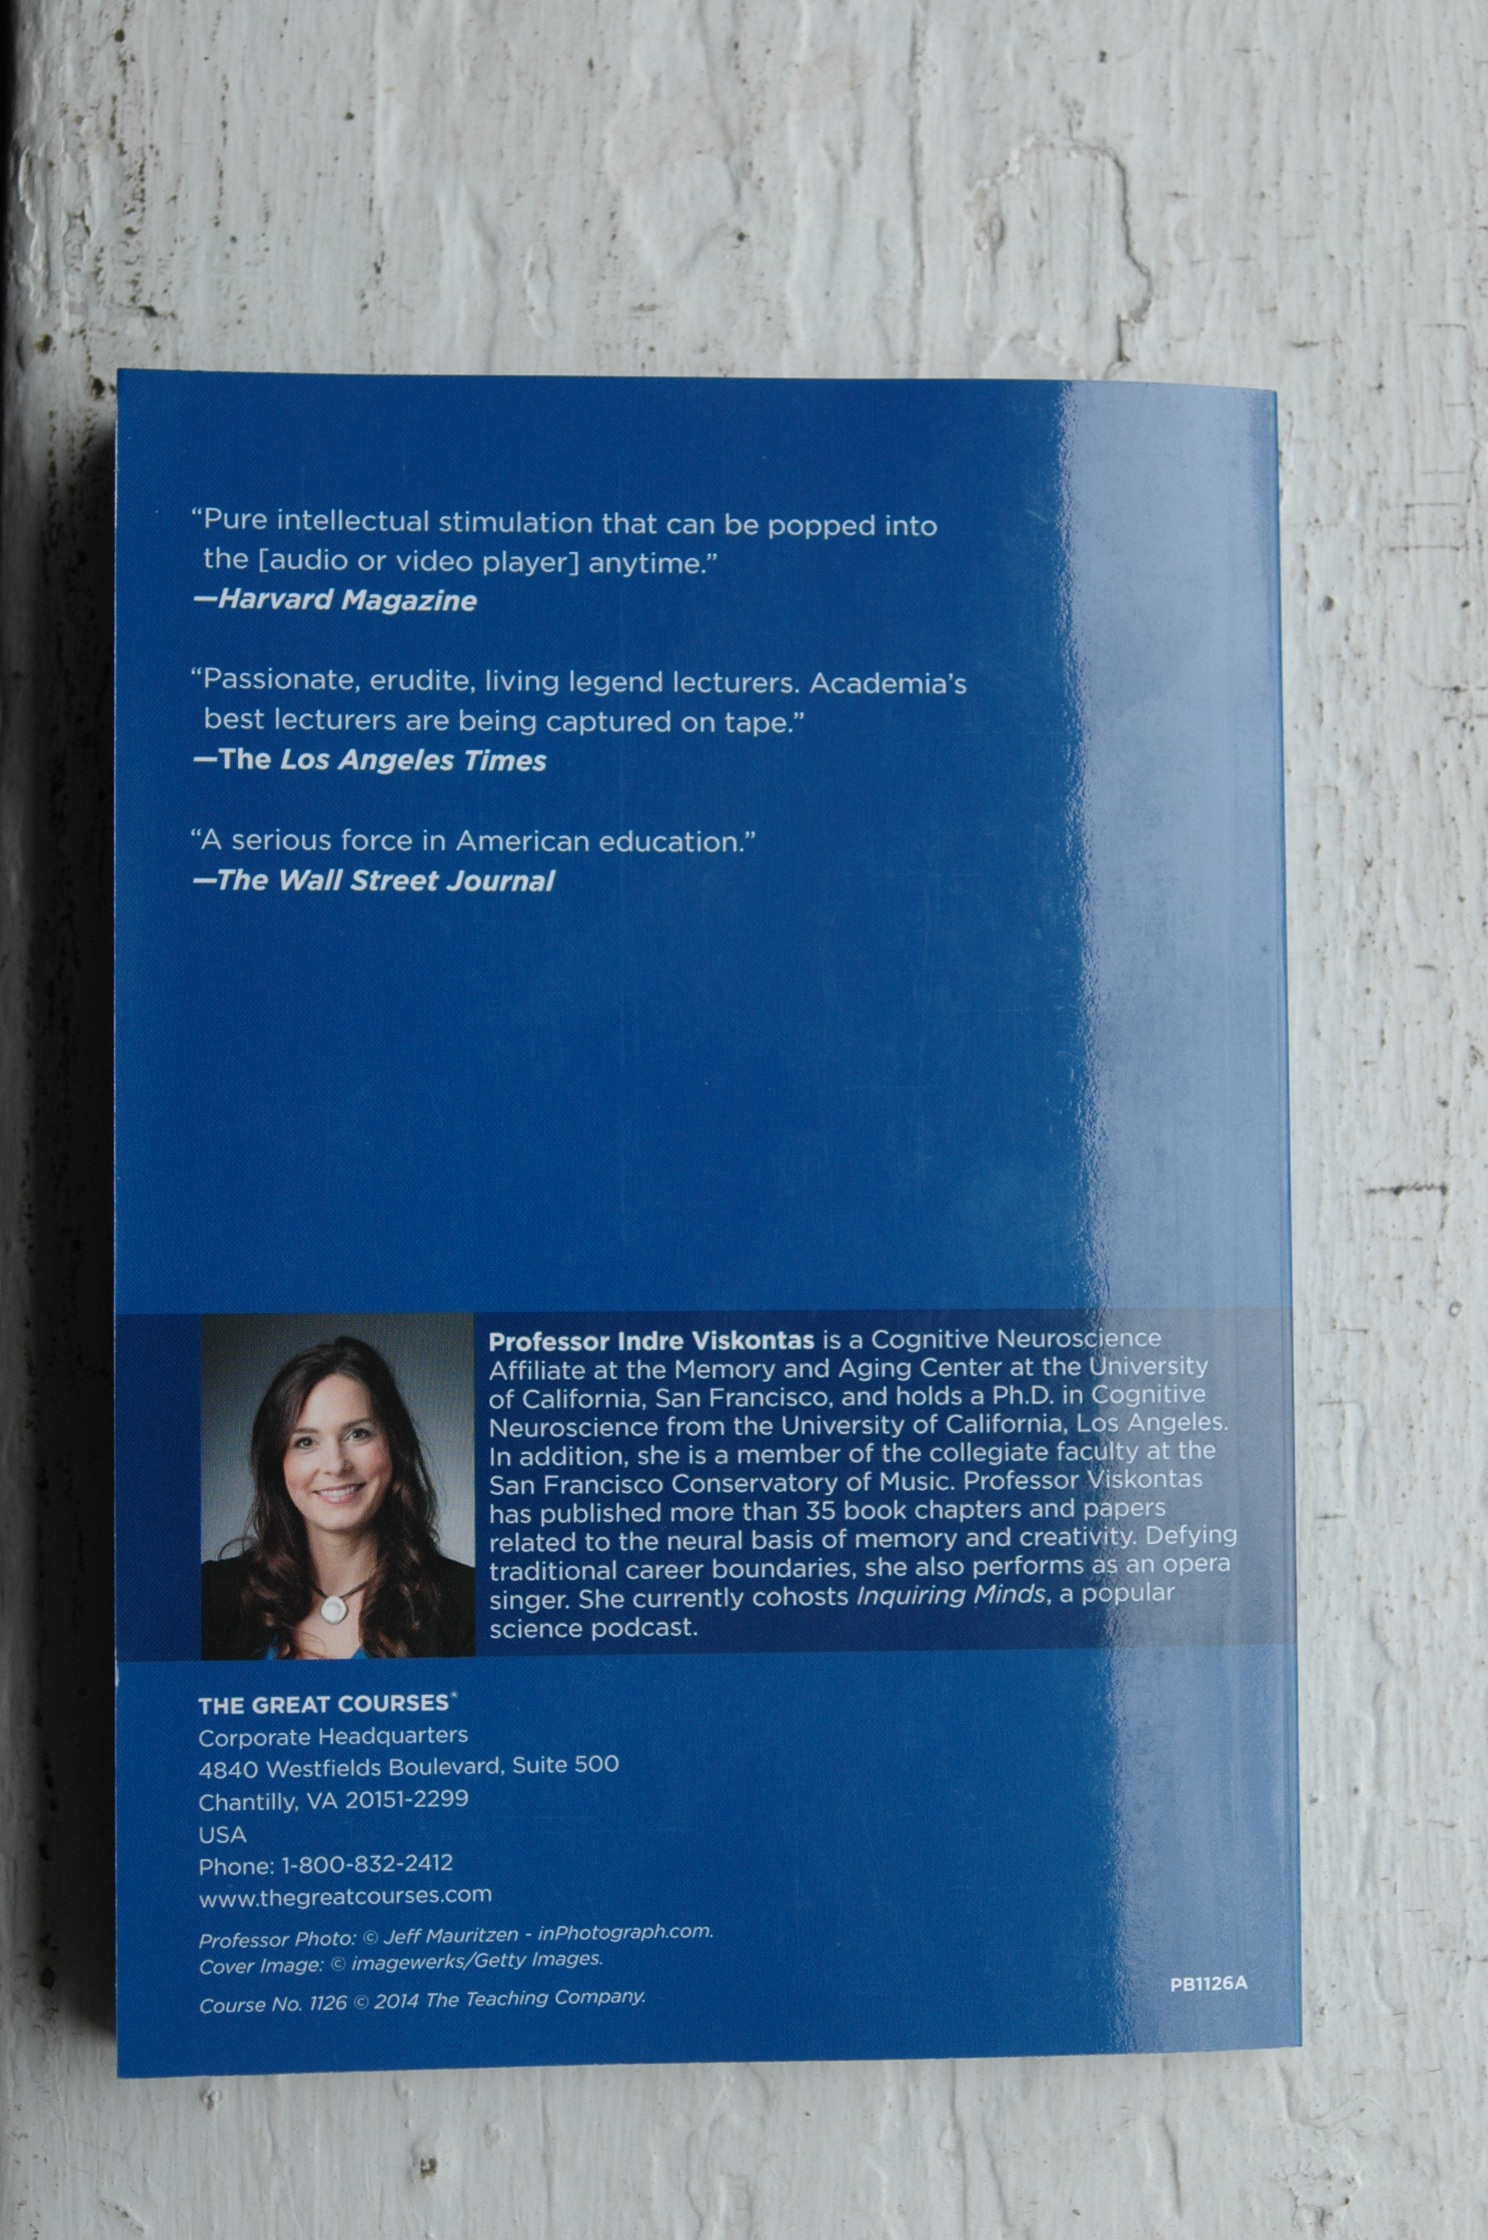 “Pure intellectual stimulation that can be popped into
the [audio or video player] anytime.”
—Harvard Magazine
“Passionate, erudite, living legend lecturers. Academia’s
best lecturers are being captured on tape.”
—The Los Angeles Times
“A serious force in American education.”
—The Wall Street Journal
Professor Indre Viskontas is a Cognitive Neuroscience
Affiliate at the Memory and Aging Center at the University
of California, San Francisco, and holds a Ph.D. in Cognitive
Neuroscience from the University of California, Los Angeles.
In addition, she is a member of the collegiate faculty at the
San Francisco Conservatory of Music. Professor Viskontas
has published more than 35 book chapters and papers
related to the neural basis of memory and creativity. Defying
traditional career boundaries, she also performs as an opera
singer. She currently cohosts Inquiring Minds, a popular
science podcast.
THE GREAT COURSES®
Corporate Headquarters
4840 Westfields Boulevard, Suite 500
Chantilly, VA 20151-2299
USA
Phone: 1-800-832-2412
www.thegreatcourses.com
Professor Photo: © Jeff Mauritzen - inPhotograph.com.
Cover Image: © imagewerks/Getty Images.
Course No. 1126 © 2014 The Teaching Company.
PB1126A